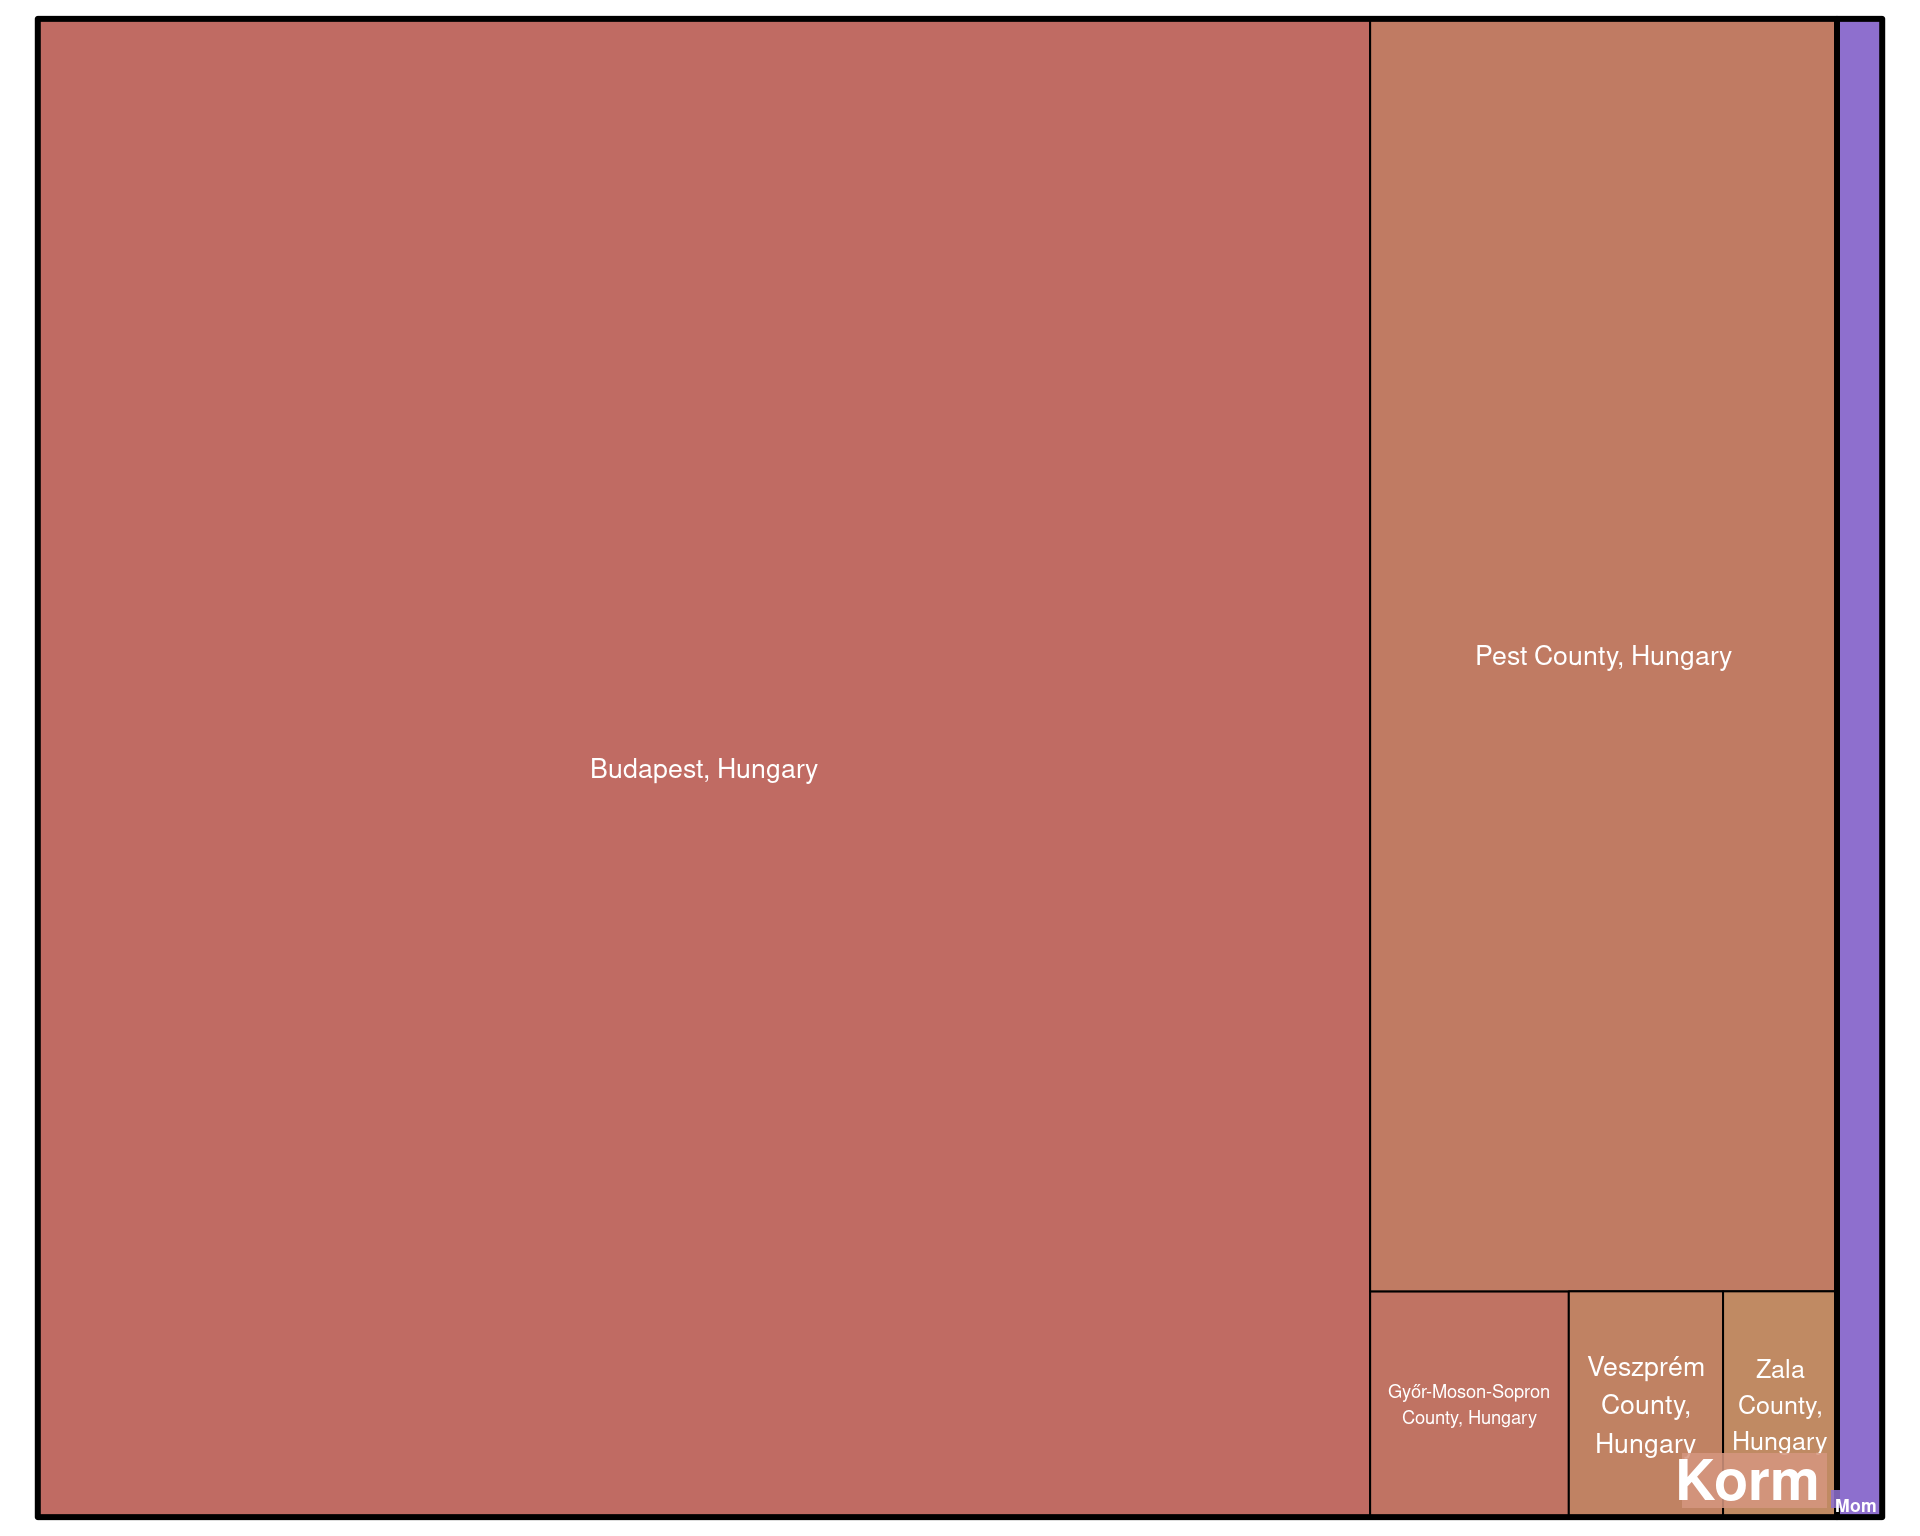 Budapest, Hungary
Pest County, Hungary
Győr-Moson-Sopron
County, Hungary
Veszprém
County,
Hungary
Zala
County,
Hungary
Korm
Mom